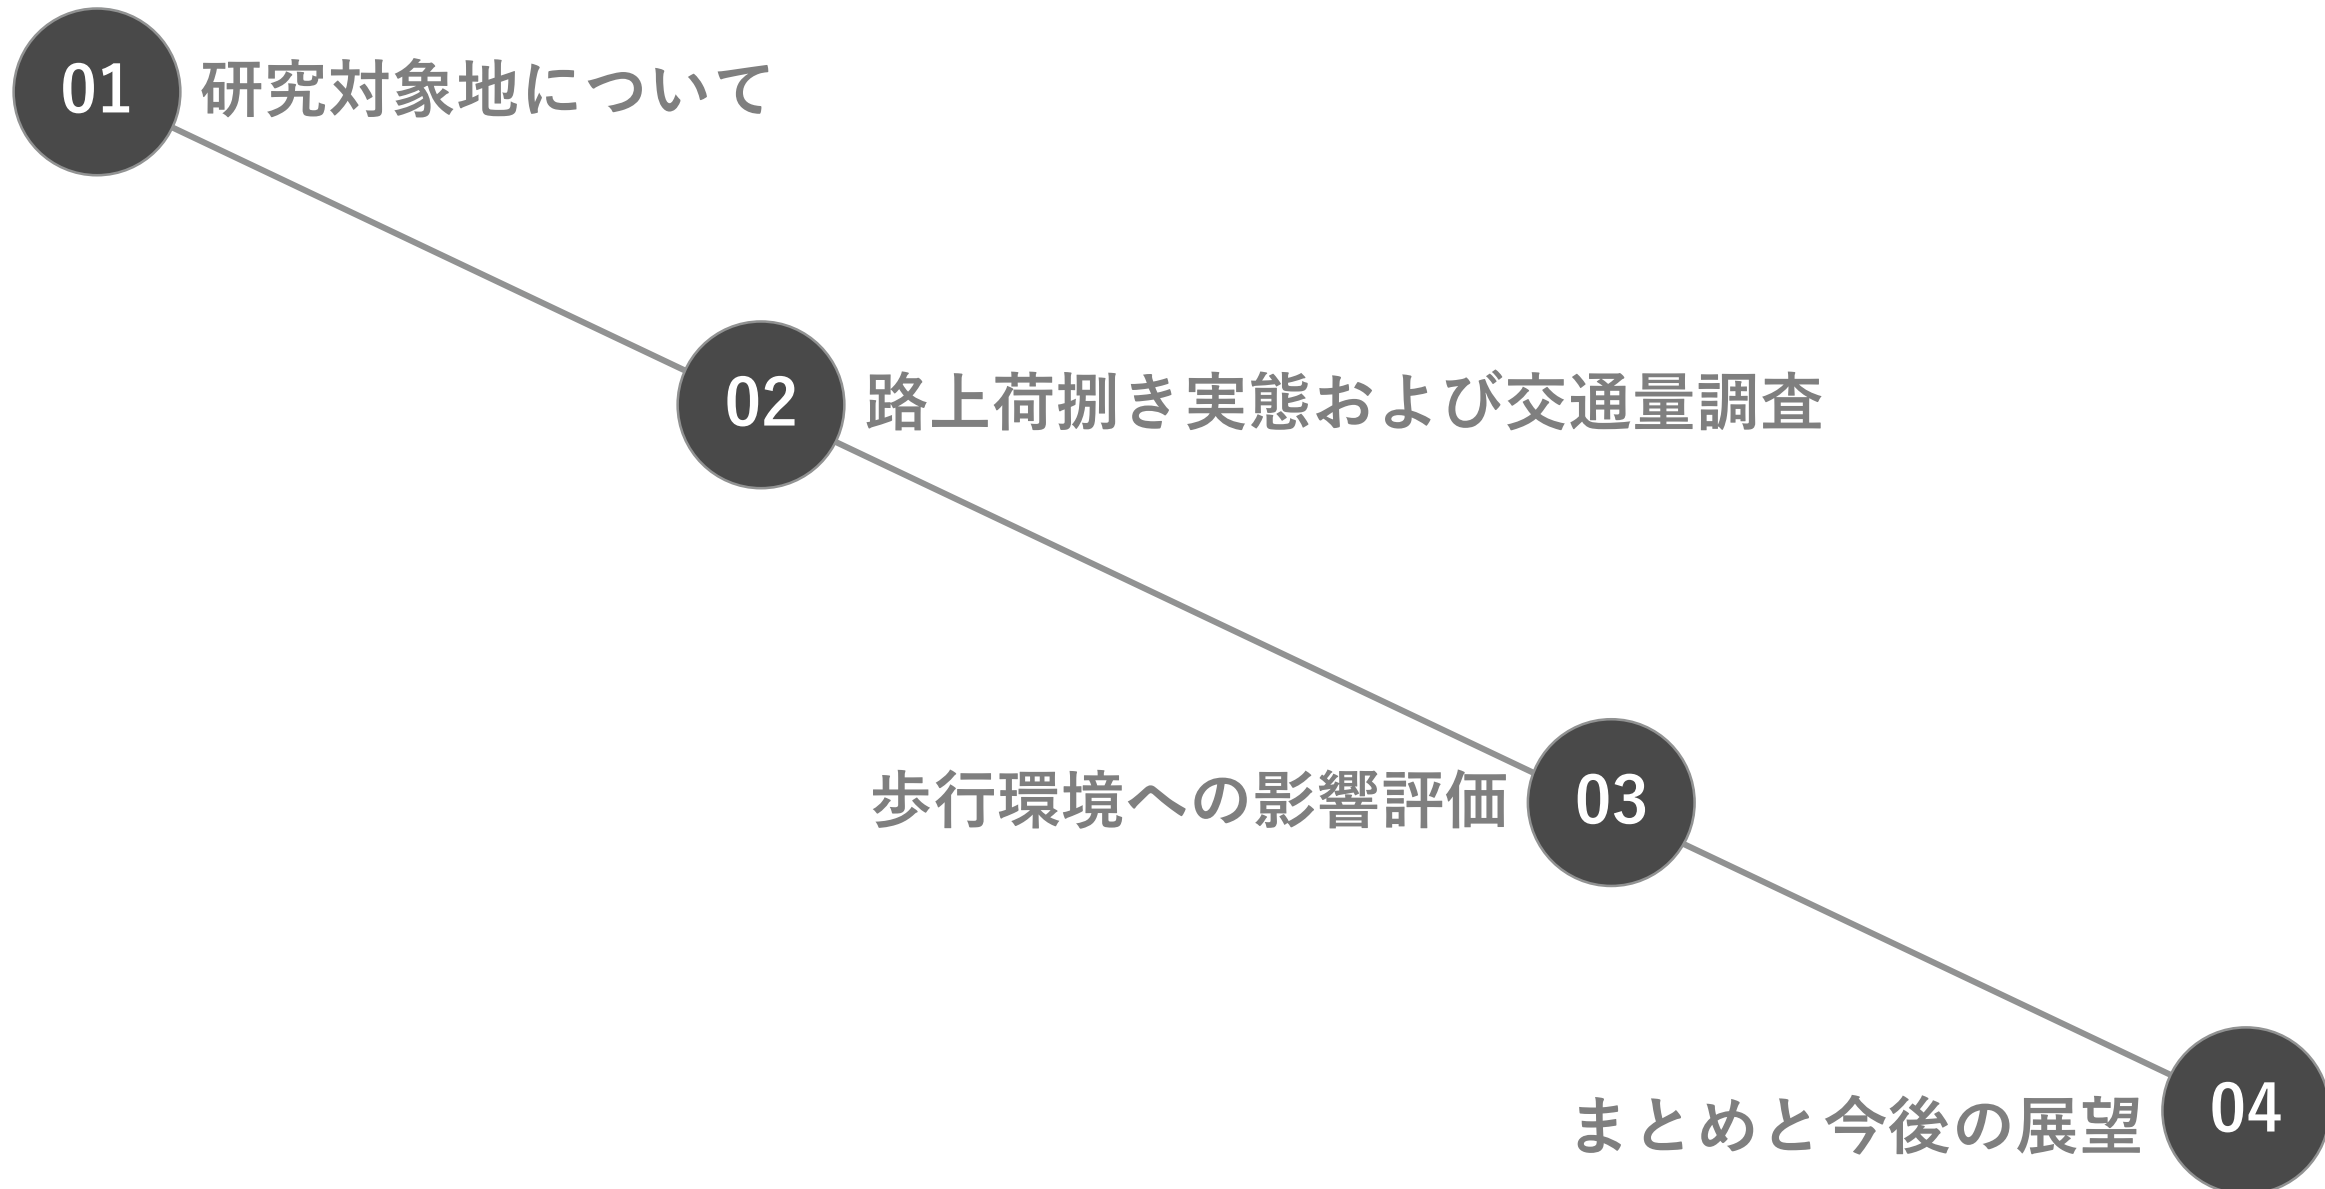 01 研究対象地について
02 路上荷捌き実態および交通量調査
歩行環境への影響評価 03
まとめと今後の展望 04